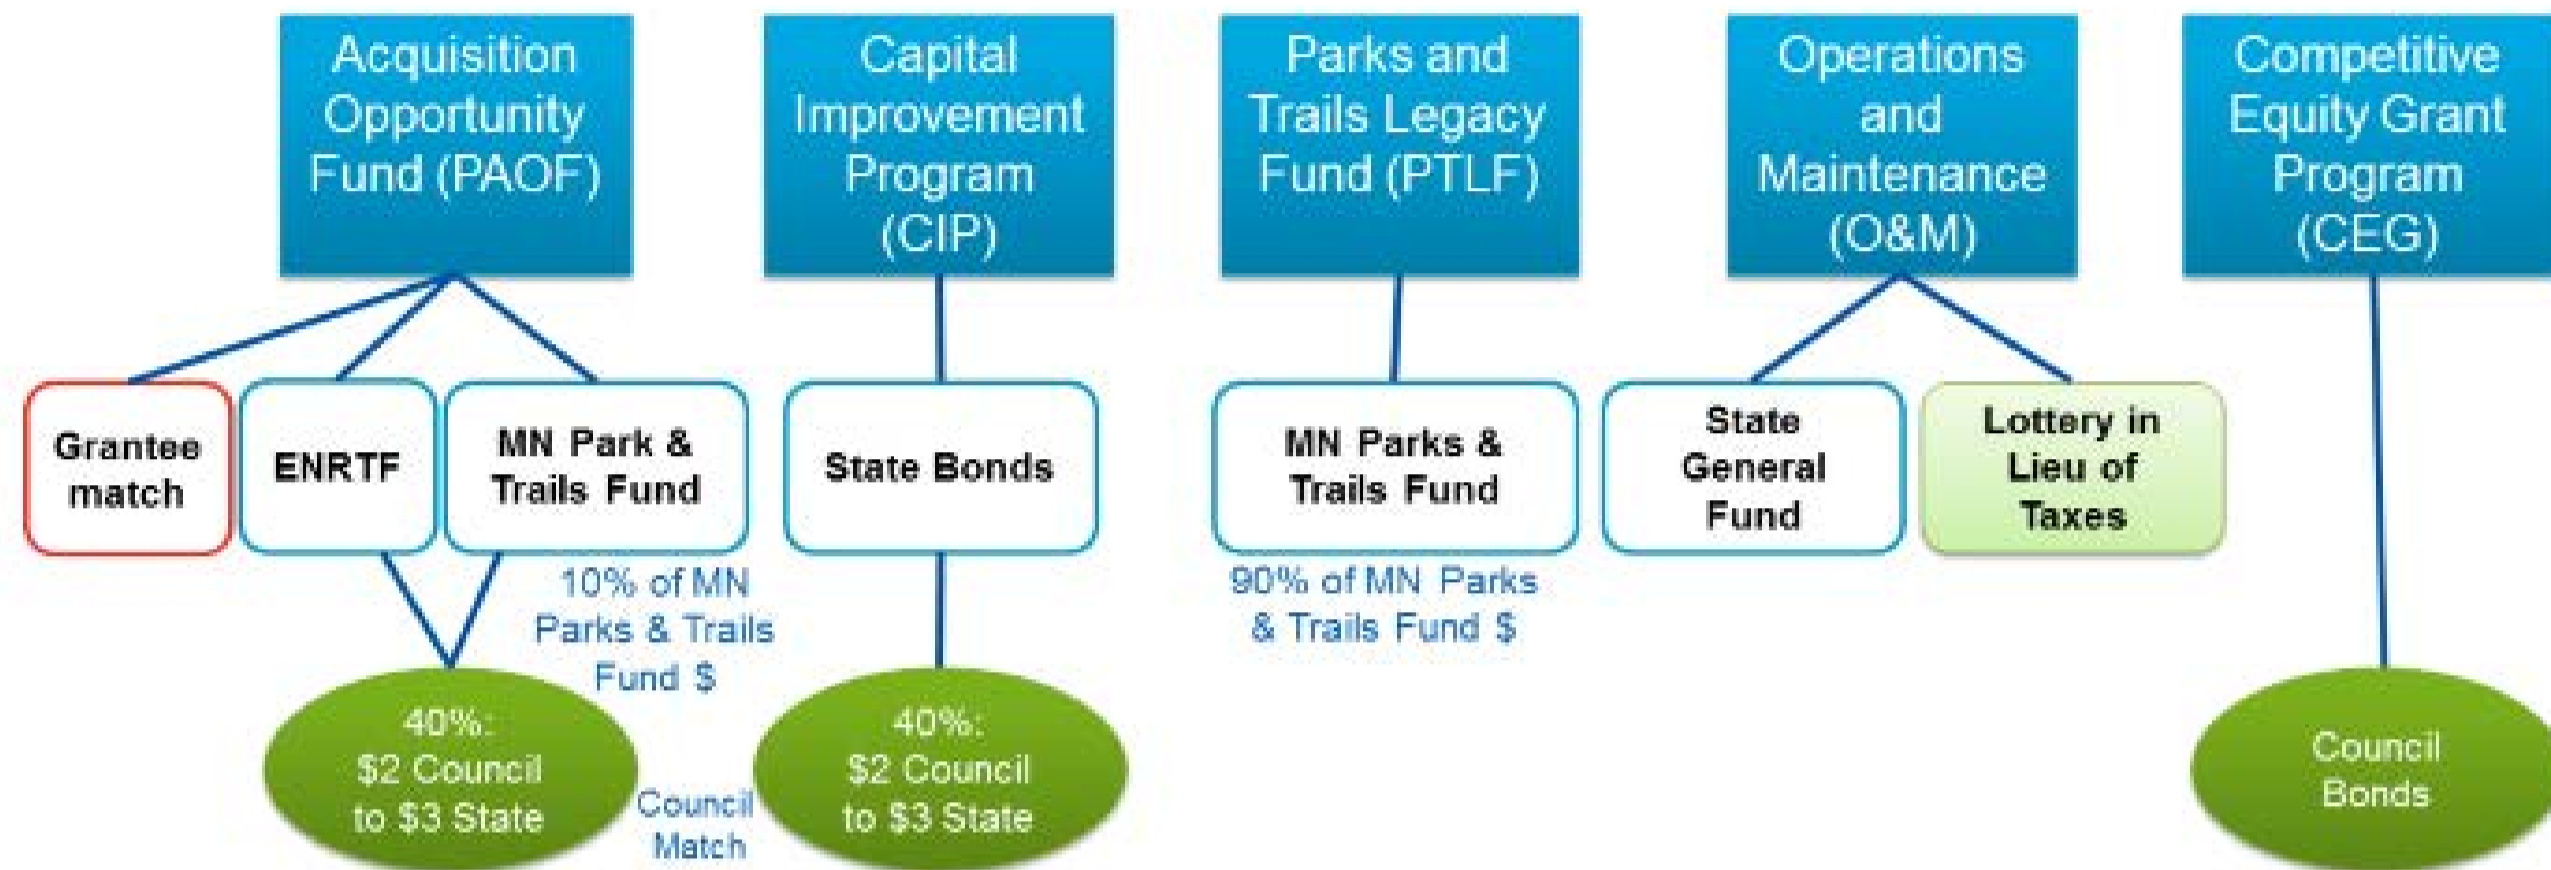 Acquisition
Opportunity
Fund (PAOF)
Capital
Improvement
Program
(CIP)
Parks and
Trails Legacy
Fund (PTLF)
Operations
and
Maintenance
(O&M)
Competitive
Equity Grant
Program
(CEG)
Grantee
match
ENRTF
MN Park &
Trails Fund
State Bonds
MN Parks &
Trails Fund
State
General
Fund
Lottery in
Lieu of
Taxes
10% of MN
Parks & Trails
Fund $
90% of MN Parks
& Trails Fund $
40%:
$2 Council
to $3 State
Council
Match
40%:
$2 Council
to $3 State
Council
Bonds